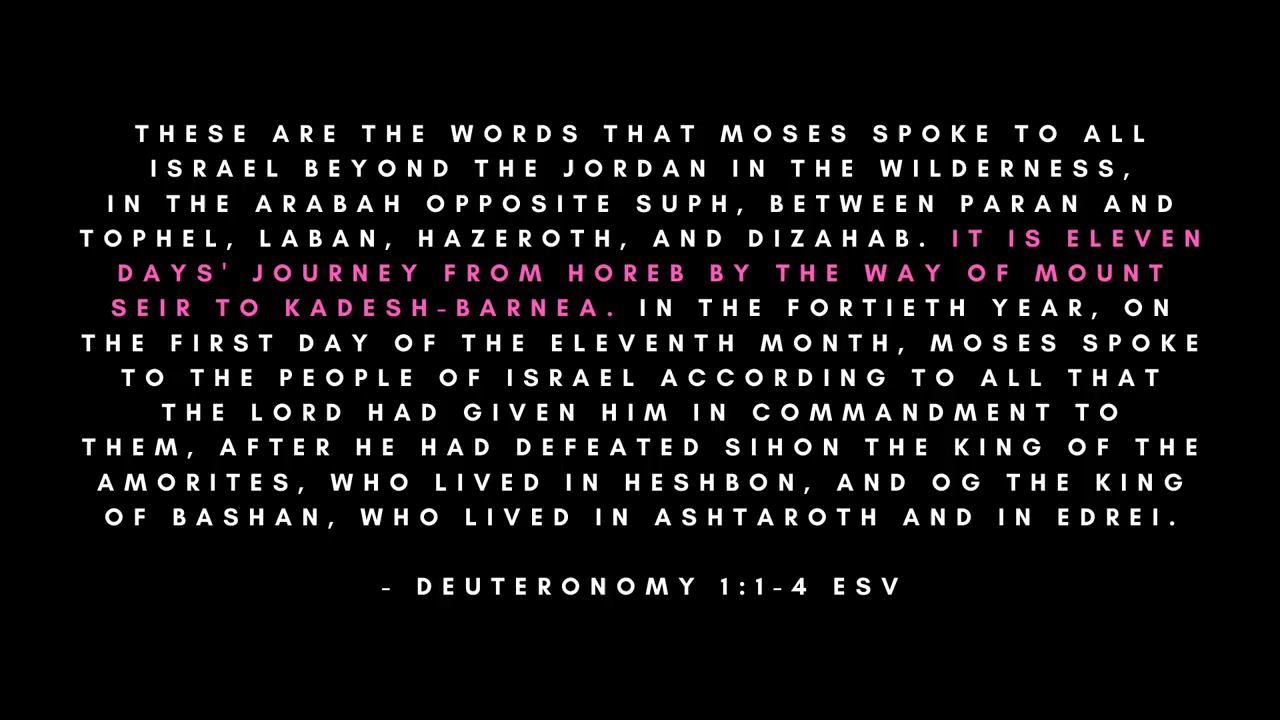 THESE ARE THE WORDS THAT MOSES SPOKE TO ALL
ISRAEL BEYOND THE JORDAN IN THE WILDERNESS,
IN THE ARABAH OPPOSITE SUPH, BETWEEN PARAN AND
TOPHEL, LABAN, HAZEROTH, AND DIZAHAB. IT IS ELEVEN
DAYS' JOURNEY FROM HOREB BY THE WAY OF MOUNT
SEIR TO KADESH-BARNEA. IN THE FORTIETH YEAR, ON
THE FIRST DAY OF THE ELEVENTH MONTH, MOSES SPOKE
TO THE PEOPLE OF ISRAEL ACCORDING TO ALL THAT
THE LORD HAD GIVEN HIM IN COMMANDMENT TO
THEM, AFTER HE HAD DEFEATED SIHON THE KING OF THE
AMORITES, WHO LIVED IN HESHBON, AND OG THE KING
OF BASHAN, WHO LIVED IN ASHTAROTH AND IN EDREI.
- DEUTERONOMY 1:1-4 ESV